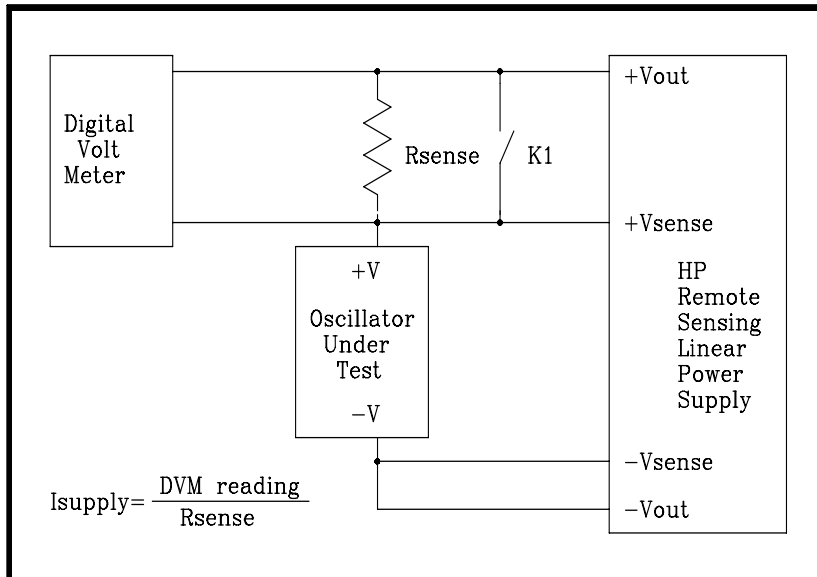 Digital
Volt
Meter
Rsense
K1
+Vout
+Vsense
HP
Remote
Sensing
Linear
Power
Supply
+V
Oscillator
Under
Test
−V
−Vsense
−Vout
Isupply= DVM reading
Rsense